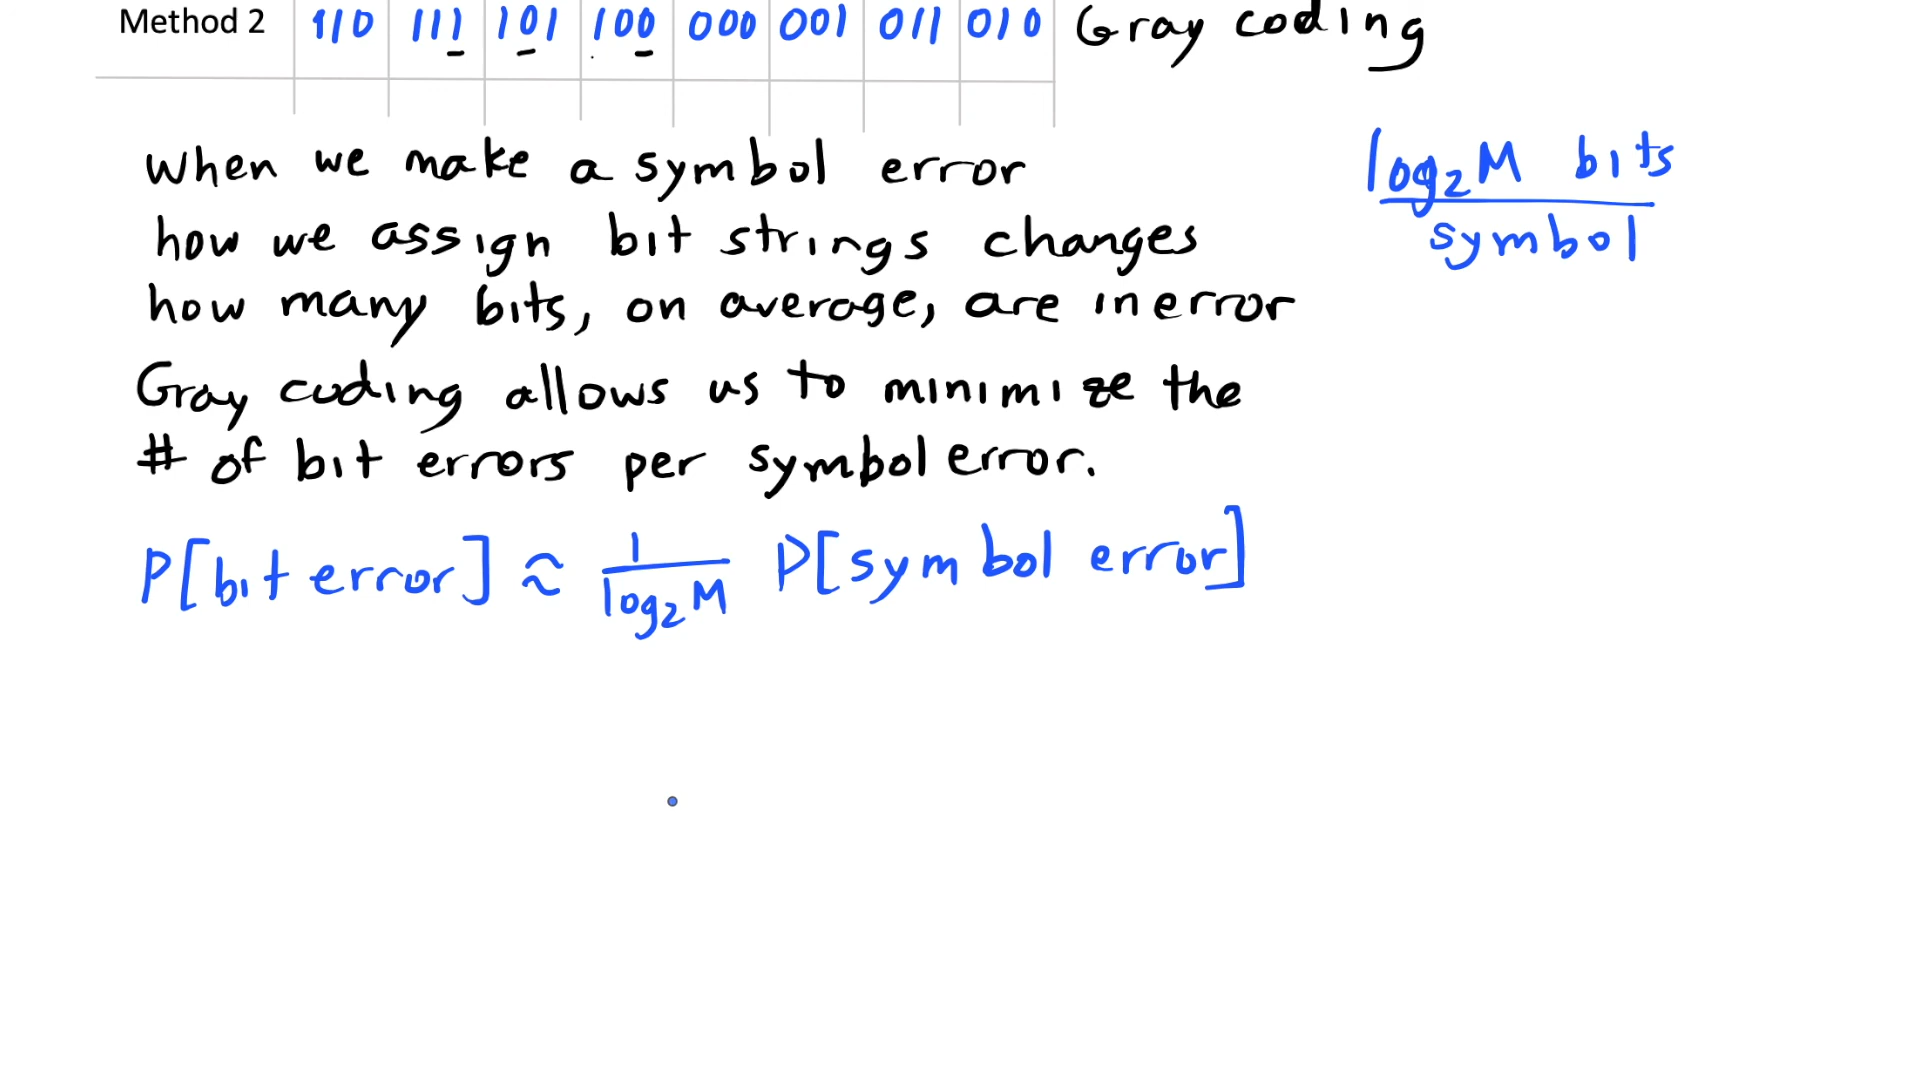 Method 2 110 111 101 100 000 001 011 010 Gray coding
log₂M bits
symbol
When we make a symbol error
how we assign bit strings changes
how many bits, on average, are in error
Gray coding allows us to minimize the
# of bit errors per symbol error.
P[bit error] ≈ 1/log₂M P[symbol error]